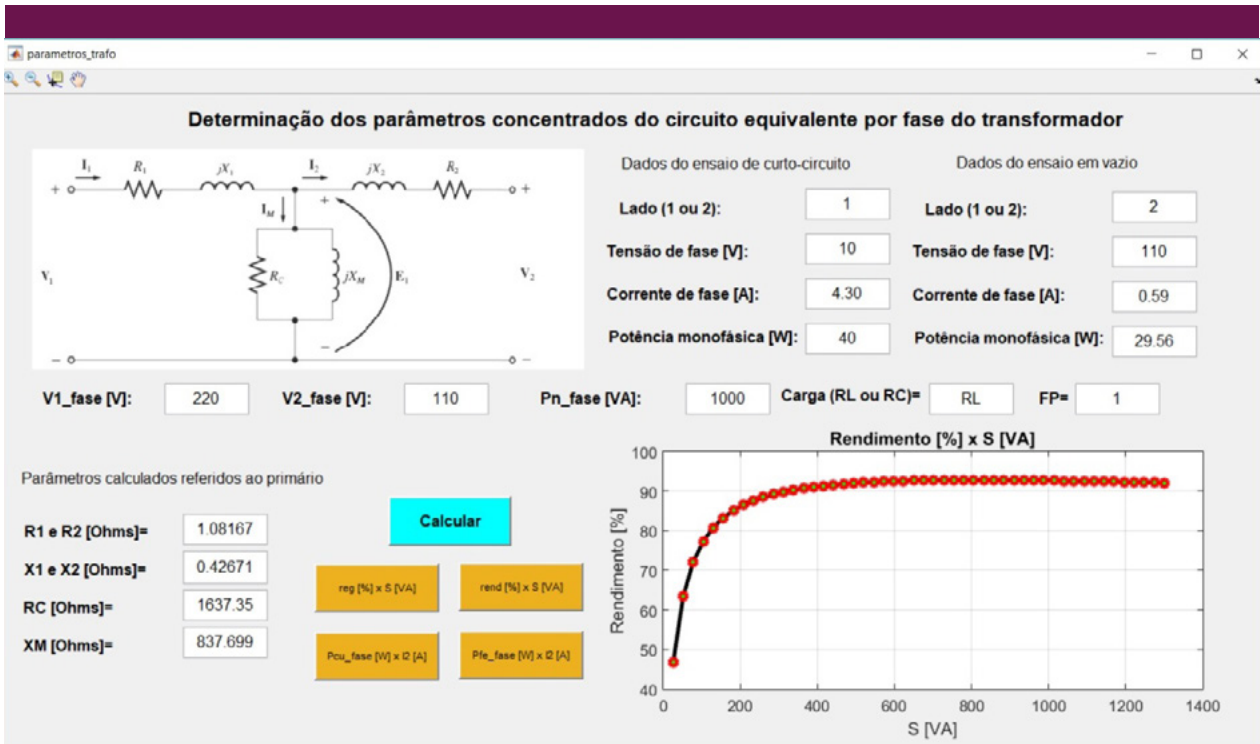 parametros_trafo
Determinação dos parâmetros concentrados do circuito equivalente por fase do transformador
I1 R1 jX1 I2 jX2 R2
+ +
IM
+
V1 RC jXM E1 V2
−
− −
Dados do ensaio de curto-circuito
Lado (1 ou 2): 1
Tensão de fase [V]: 10
Corrente de fase [A]: 4.30
Potência monofásica [W]: 40
Dados do ensaio em vazio
Lado (1 ou 2): 2
Tensão de fase [V]: 110
Corrente de fase [A]: 0.59
Potência monofásica [W]: 29.56
V1_fase [V]: 220 V2_fase [V]: 110 Pn_fase [VA]: 1000 Carga (RL ou RC)= RL FP= 1
Parâmetros calculados referidos ao primário
R1 e R2 [Ohms]= 1.08167
X1 e X2 [Ohms]= 0.42671
RC [Ohms]= 1637.35
XM [Ohms]= 837.699
Calcular
reg [%] x S [VA] rend [%] x S [VA]
Pcu_fase [W] x I2 [A] Pfe_fase [W] x I2 [A]
Rendimento [%] x S [VA]
Rendimento [%]
100
90
80
70
60
50
40
0 200 400 600 800 1000 1200 1400
S [VA]